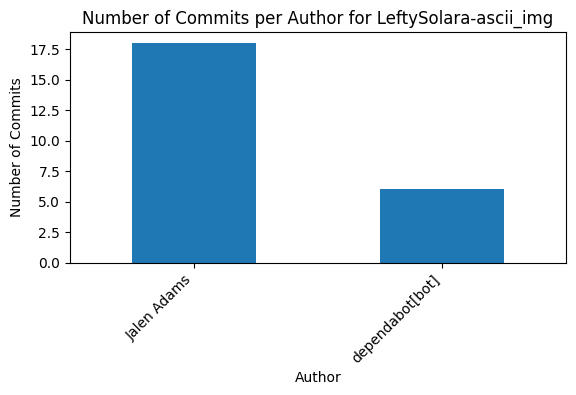 Number of Commits per Author for LeftySolara-ascii_img
Number of Commits
17.5
15.0
12.5
10.0
7.5
5.0
2.5
0.0
Jalen Adams
dependabot[bot]
Author